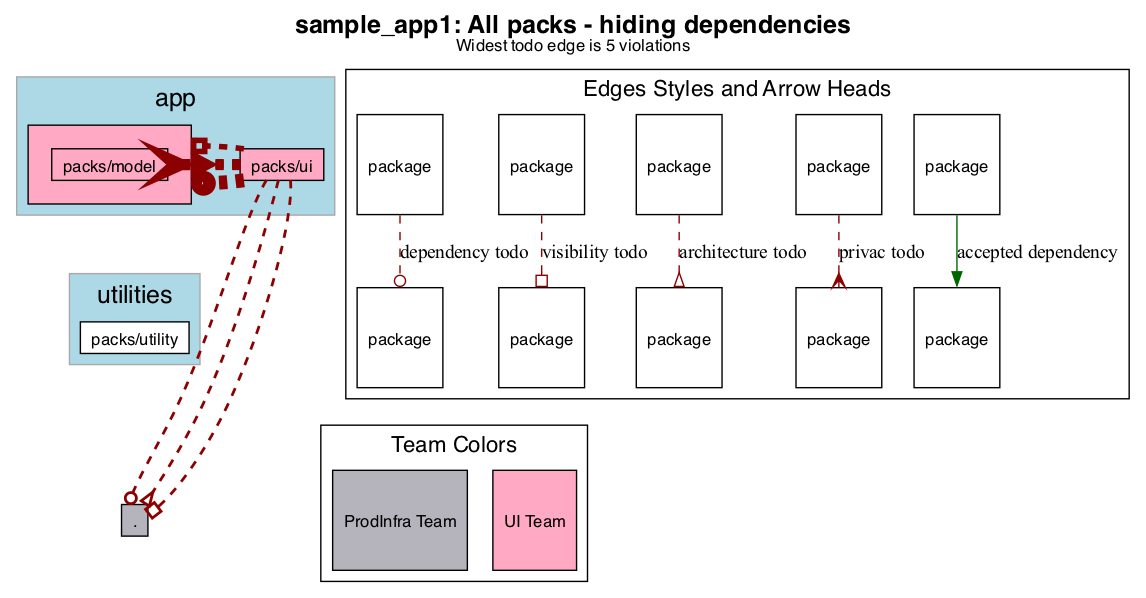 sample_app1: All packs - hiding dependencies
Widest todo edge is 5 violations
app
packs/model
packs/ui
utilities
packs/utility
.
Edges Styles and Arrow Heads
package
package
package
package
package
dependency todo
visibility todo
architecture todo
privac todo
accepted dependency
package
package
package
package
package
Team Colors
ProdInfra Team
UI Team